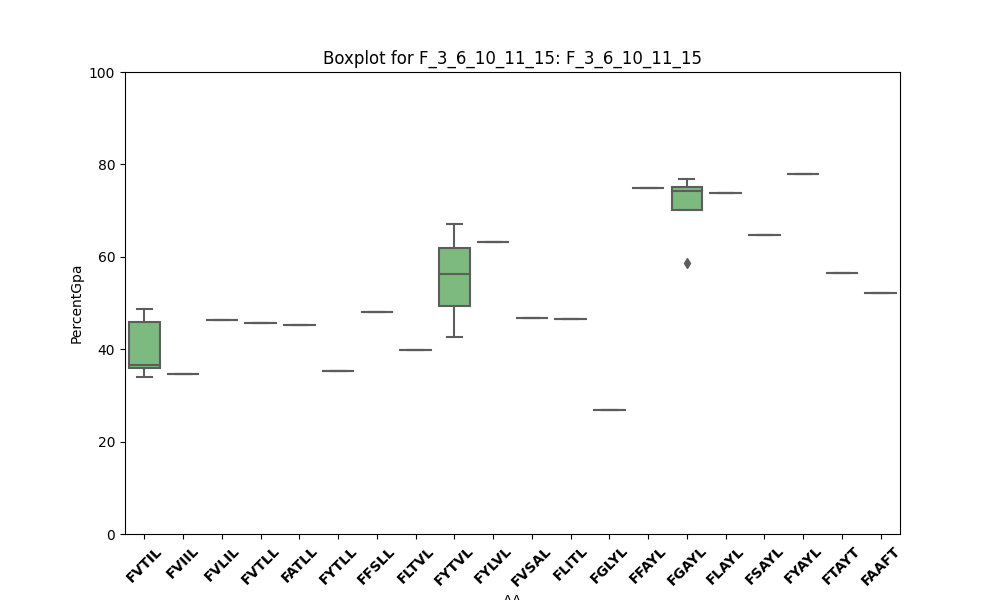 Boxplot for F_3_6_10_11_15: F_3_6_10_11_15
100
80
60
40
20
0
PercentGpa
FVTIL
FVIIL
FVLIL
FVTLL
FATLL
FYTLL
FFSLL
FLTVL
FYTVL
FYLVL
FVSAL
FLITL
FGLYL
FFAYL
FGAYL
FLAYL
FSAYL
FYAYL
FTAYT
FAAFT
AA